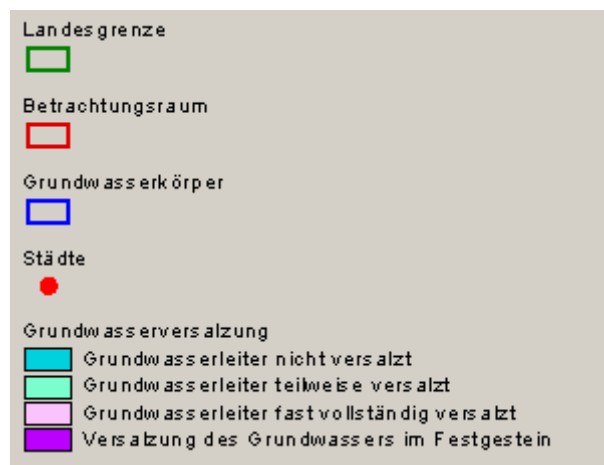 Landesgrenze
Betrachtungsraum
Grundwasserkörper
Städte
Grundwasserversalzung
Grundwasserleiter nicht versalzt
Grundwasserleiter teilweise versalzt
Grundwasserleiter fast vollständig versalzt
Versalzung des Grundwassers im Festgestein